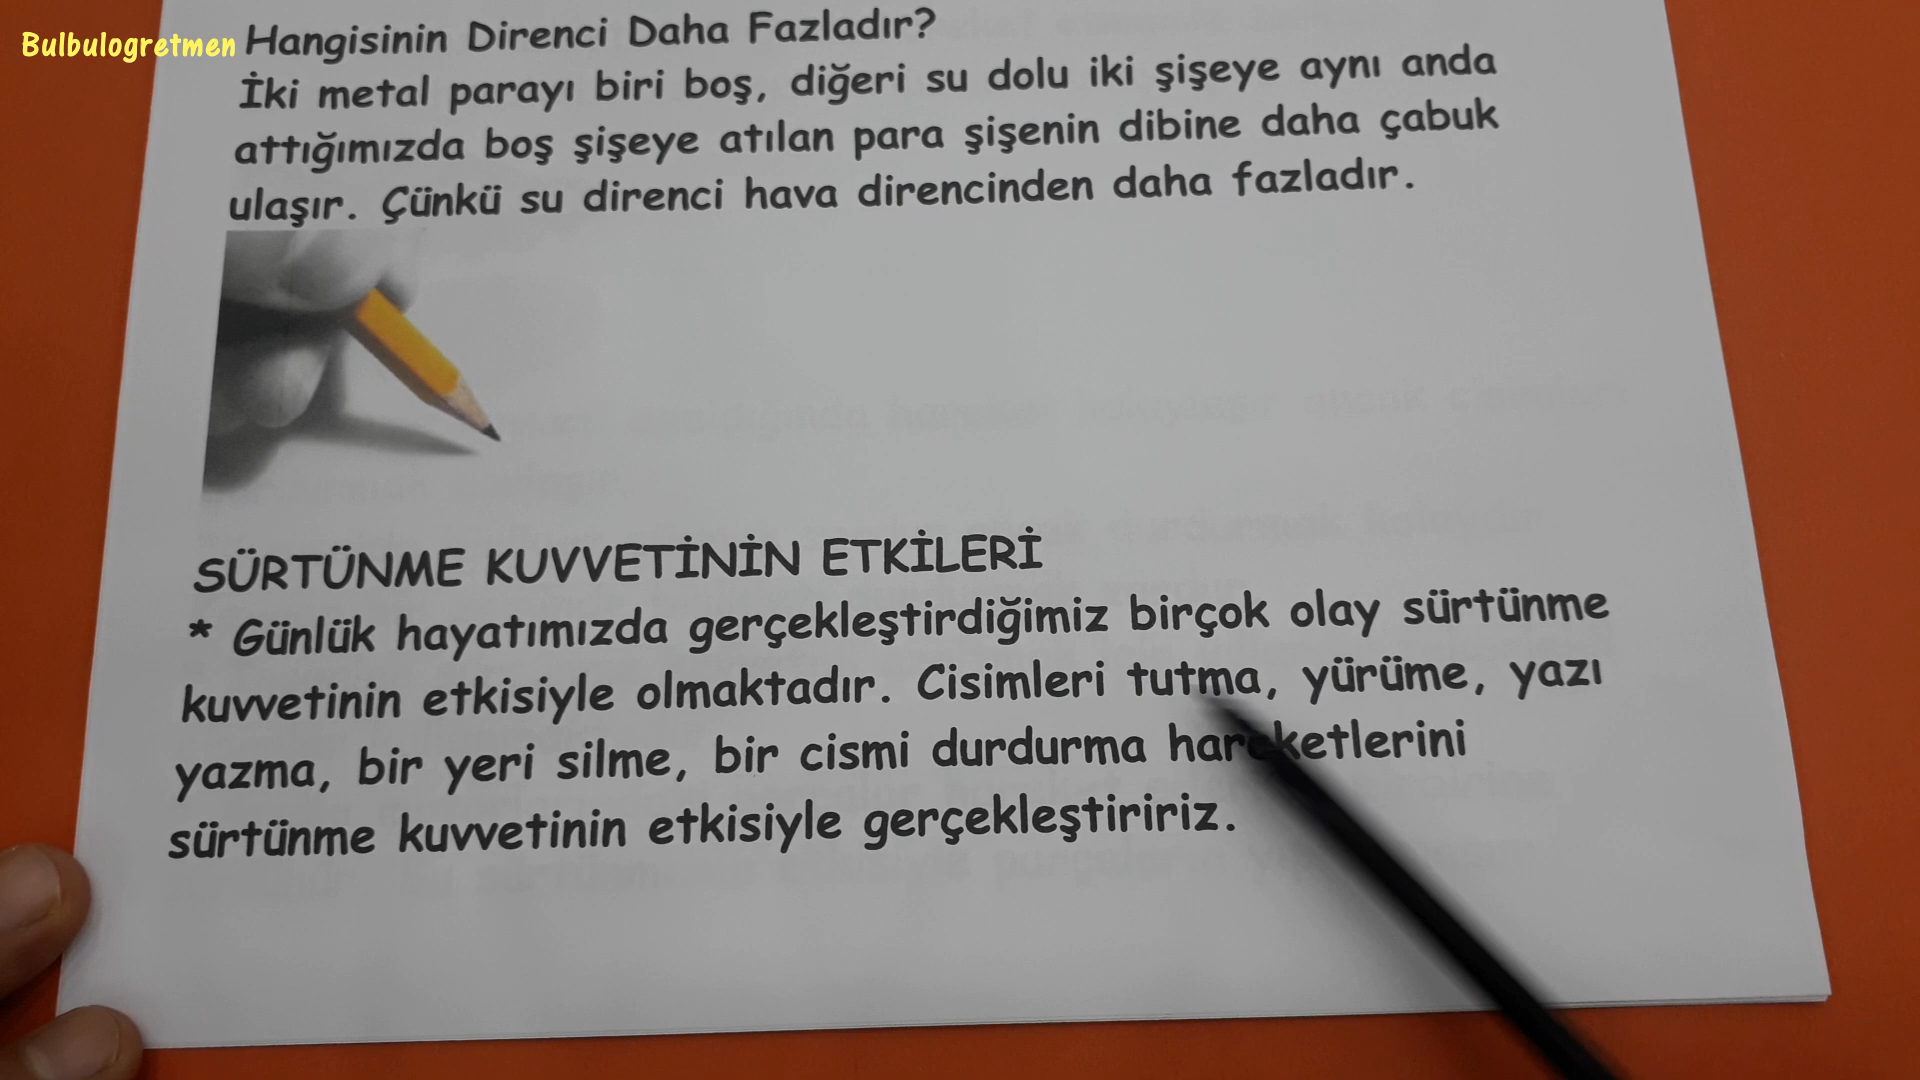 Bulbulogretmen
Hangisinin Direnci Daha Fazladır?
İki metal parayı biri boş, diğeri su dolu iki şişeye aynı anda
attığımızda boş şişeye atılan para şişenin dibine daha çabuk
ulaşır. Çünkü su direnci hava direncinden daha fazladır.
SÜRTÜNME KUVVETİNİN ETKİLERİ
* Günlük hayatımızda gerçekleştirdiğimiz birçok olay sürtünme
kuvvetinin etkisiyle olmaktadır. Cisimleri tutma, yürüme, yazı
yazma, bir yeri silme, bir cismi durdurma hareketlerini
sürtünme kuvvetinin etkisiyle gerçekleştiririz.